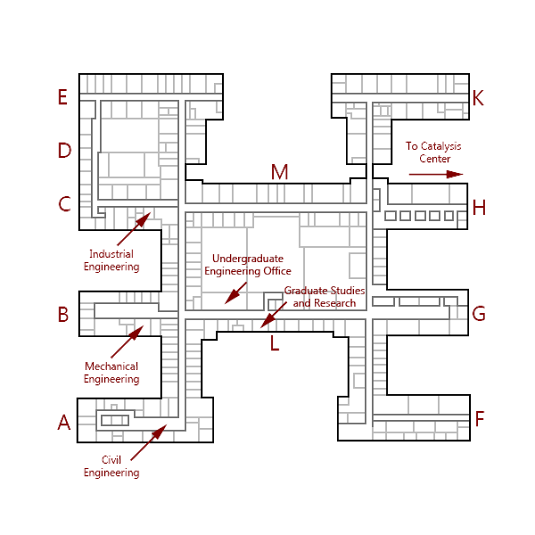 E
K
D
To Catalysis
Center
M
C
H
Industrial
Engineering
Undergraduate
Engineering Office
Graduate Studies
and Research
B
G
L
Mechanical
Engineering
A
F
Civil
Engineering